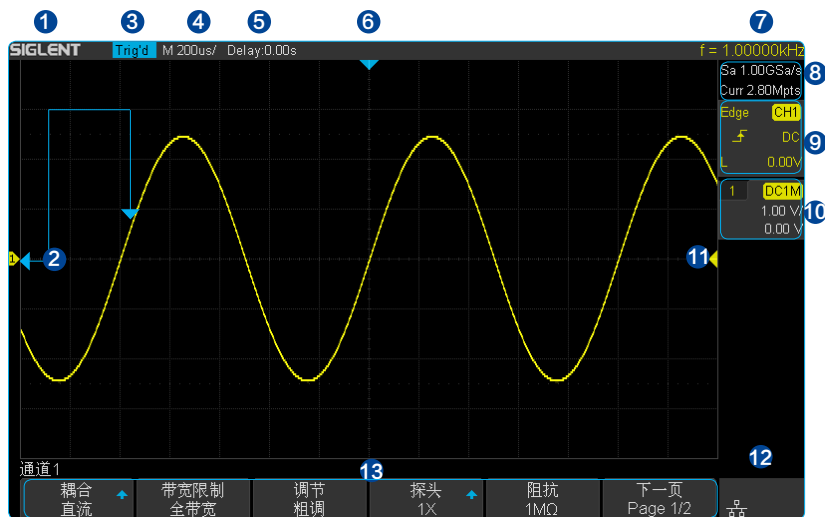 1 3 4 5 6 7
SIGLENT Trig'd M 200us/ Delay:0.00s f = 1.00000kHz
Sa 1.00GSa/s 8
Curr 2.80Mpts
Edge CH1
DC 9
L 0.00V
1 DC1M
1.00 V/ 10
0.00 V
1 2 11
12
通道1
13
耦合 带宽限制 调节 探头 阻抗 下一页
直流 全带宽 粗调 1X 1MΩ Page 1/2